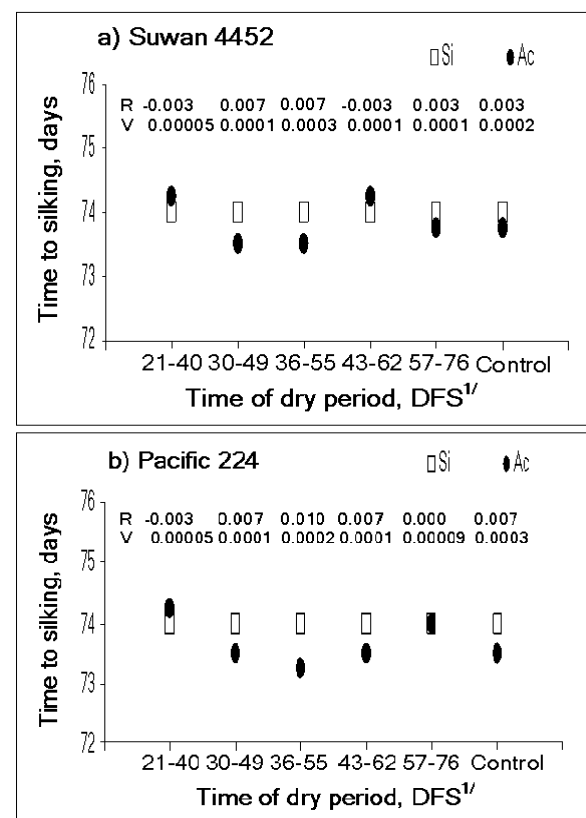 a) Suwan 4452
Si Ac
76
R -0.003 0.007 0.007 -0.003 0.003 0.003
V 0.00005 0.0001 0.0003 0.0001 0.0001 0.0002
75
74
73
72
Time to silking, days
21-40 30-49 36-55 43-62 57-76 Control
Time of dry period, DFS1/
b) Pacific 224
Si Ac
76
R -0.003 0.007 0.010 0.007 0.000 0.007
V 0.00005 0.0001 0.0002 0.0001 0.00009 0.0003
75
74
73
72
Time to silking, days
21-40 30-49 36-55 43-62 57-76 Control
Time of dry period, DFS1/